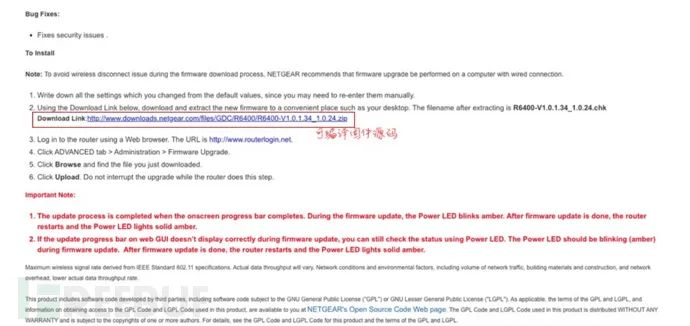 Bug Fixes:
Fixes security issues .
To Install
Note: To avoid wireless disconnect issue during the firmware download process. NETGEAR recommends that firmware upgrade be performed on a computer with wired connection.
1. Write down all the settings which you changed from the default values, since you may need to re-enter them manually.
2. Using the Download Link below, download and extract the new firmware to a convenient place such as your desktop. The filename after extracting is R6400-V1.0.1.34_1.0.24.chk
Download Link:http://www.downloads.netgear.com/files/GDC/R6400/R6400-V1.0.1.34_1.0.24.zip
可编译固件源码
3. Log in to the router using a Web browser. The URL is http://www.routerlogin.net.
4. Click ADVANCED tab > Administration > Firmware Upgrade.
5. Click Browse and find the file you just downloaded.
6. Click Upload. Do not interrupt the upgrade while the router does this step.
Important Note:
1. The update process is completed when the onscreen progress bar completes. During the firmware update, the Power LED blinks amber. After firmware update is done, the router
restarts and the Power LED lights solid amber.
2. If the update progress bar on web GUI doesn't display correctly during firmware update, you can still check the status using Power LED. The Power LED should be blinking (amber)
during firmware update. After firmware update is done, the router restarts and the Power LED lights solid amber.
Maximum wireless signal rate derived from IEEE Standard 802.11 specifications. Actual data throughput will vary. Network conditions and environmental factors, including volume of network traffic, building materials and construction, and network
overhead, lower actual data throughput rate.
This product includes software code developed by third parties, including software code subject to the GNU General Public License ("GPL") or GNU Lesser General Public License ("LGPL"). As applicable, the terms of the GPL and LGPL, and
information on obtaining access to the GPL Code and LGPL Code used in this product, are available to you at NETGEAR's Open Source Code Web page. The GPL Code and LGPL Code used in this product is distributed WITHOUT ANY
WARRANTY and is subject to the copyrights of one or more authors. For details, see the GPL Code and LGPL Code for this product and the terms of the GPL and LGPL.